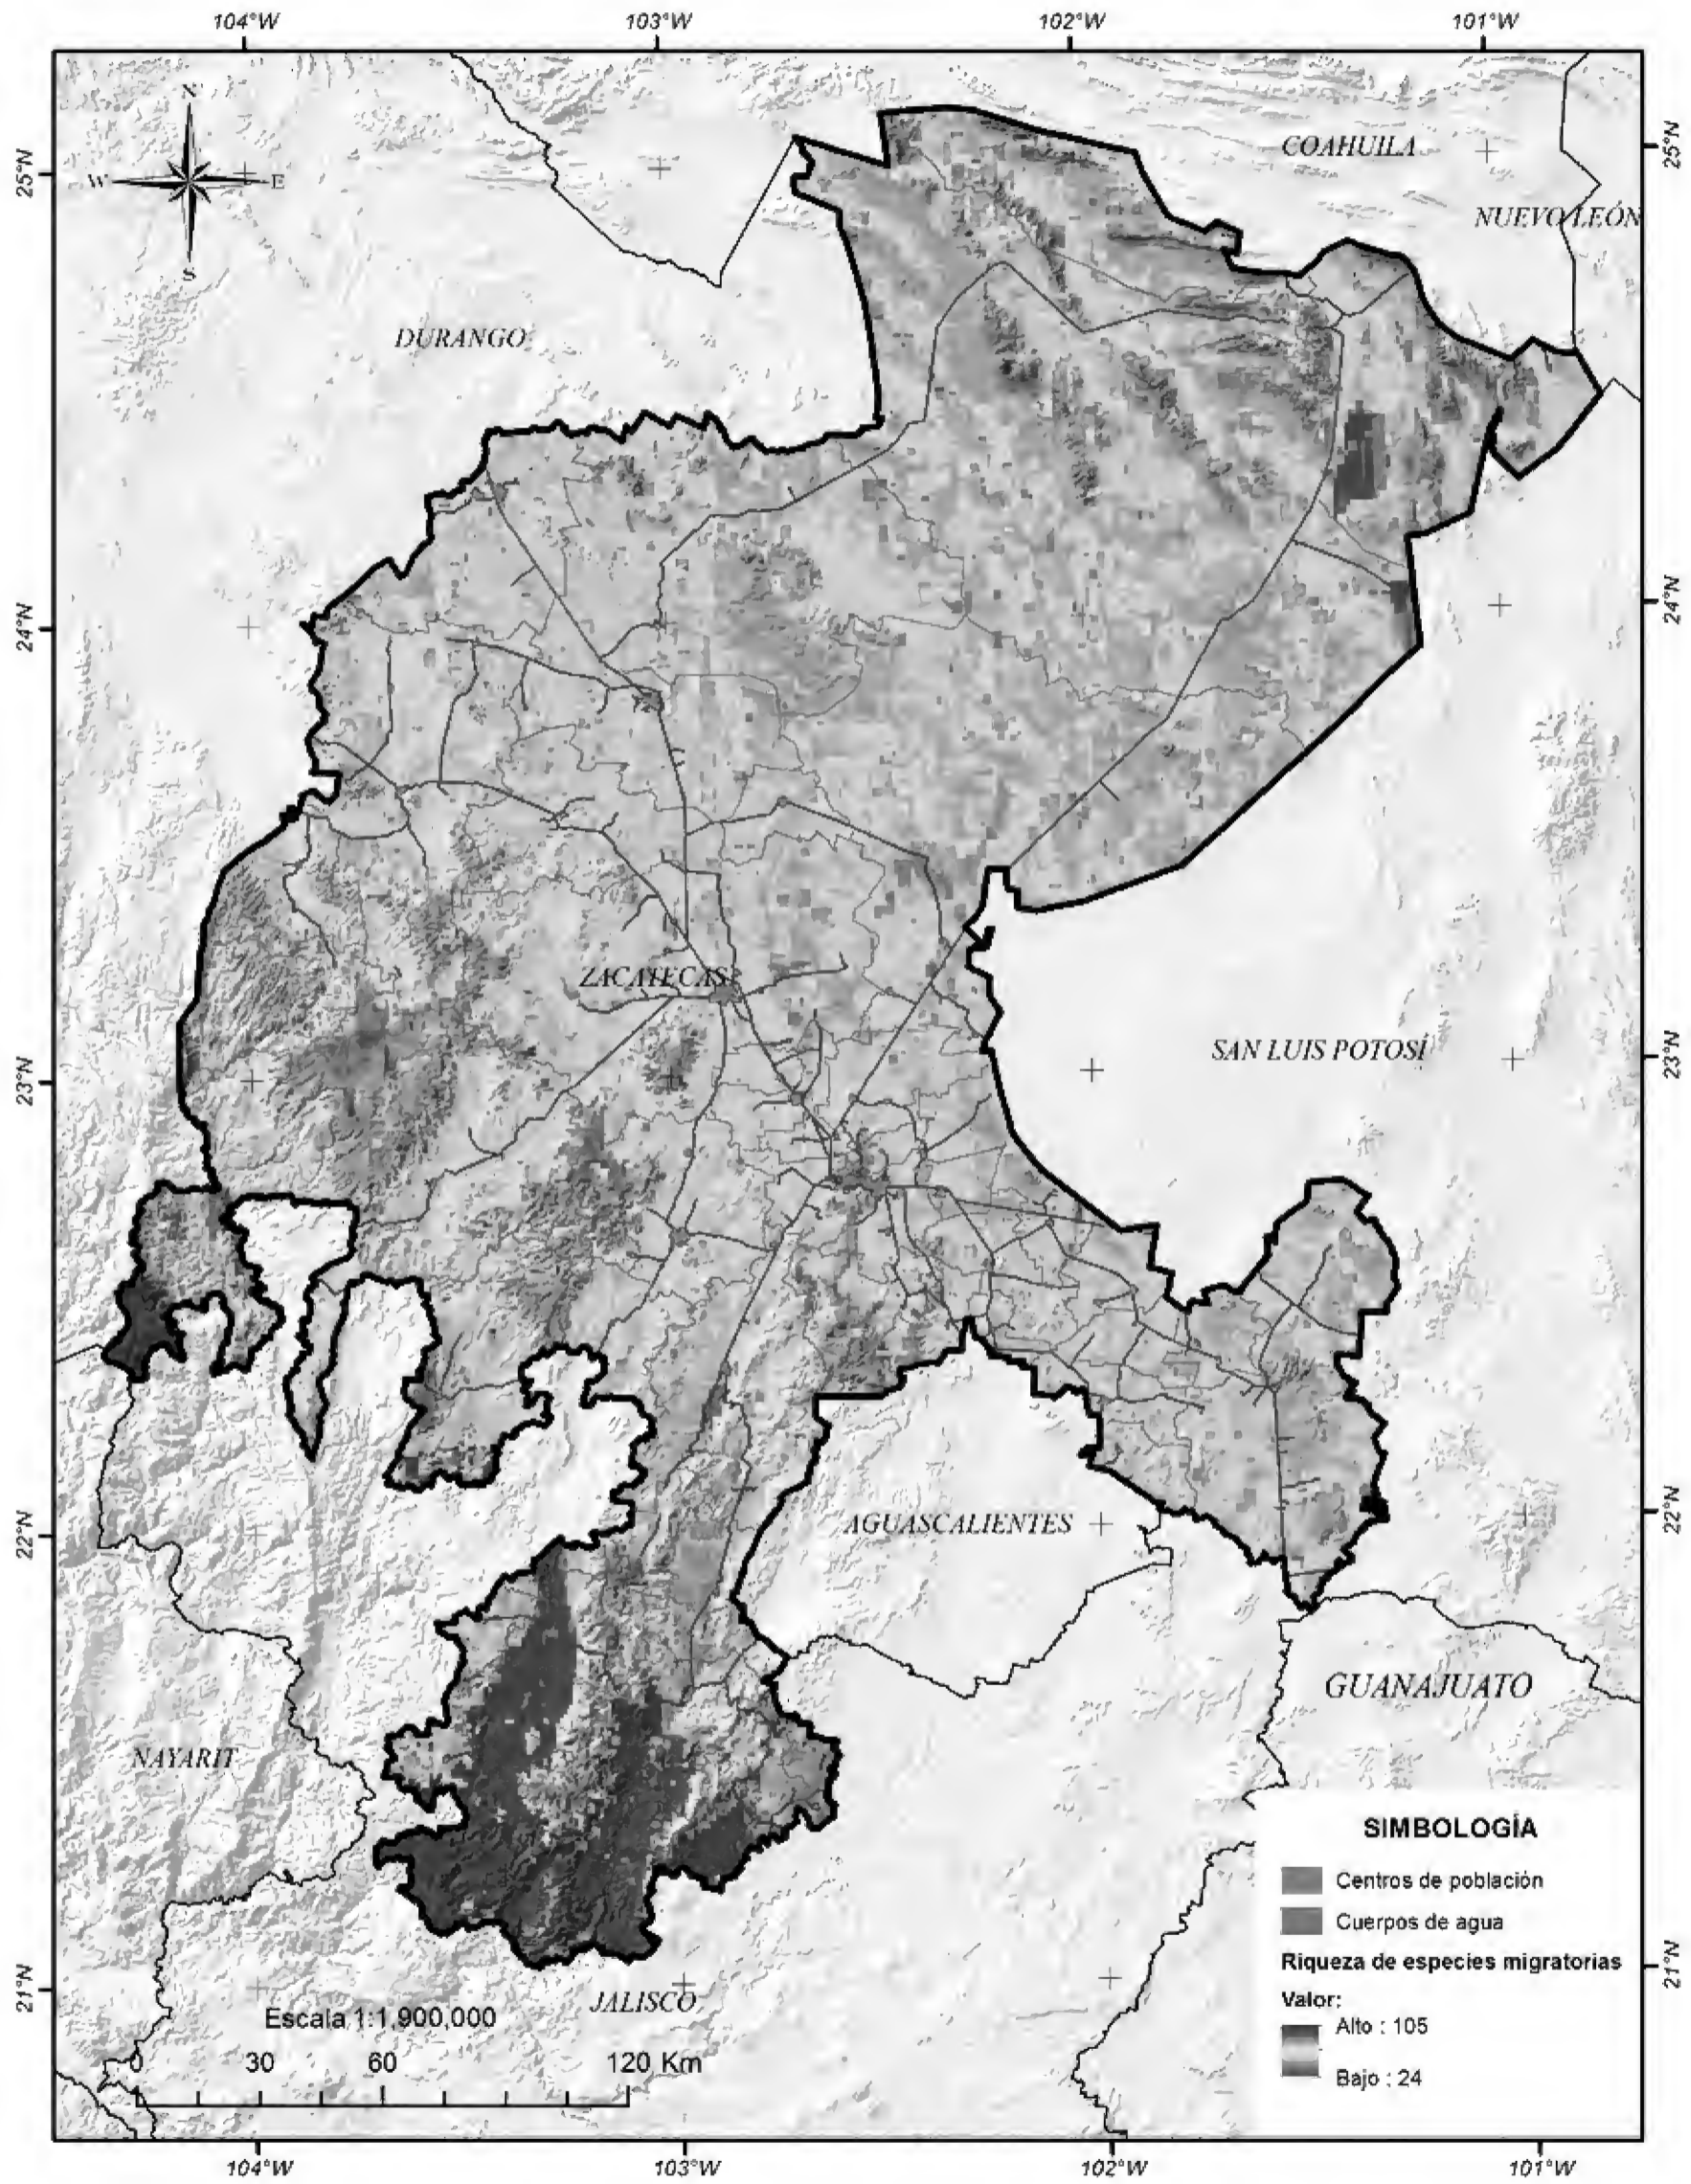 104°W 103°W 102°W 101°W
N
W E
S
25°N 25°N
COAHUILA
NUEVO LEÓN
DURANGO
24°N 24°N
ZACATECAS
SAN LUIS POTOSÍ
23°N 23°N
AGUASCALIENTES
22°N 22°N
GUANAJUATO
NAYARIT
SIMBOLOGÍA
Centros de población
Cuerpos de agua
Riqueza de especies migratorias
Valor:
Alto : 105
Bajo : 24
21°N 21°N
JALISCO
Escala 1:1,900,000
0 30 60 120 Km
104°W 103°W 102°W 101°W